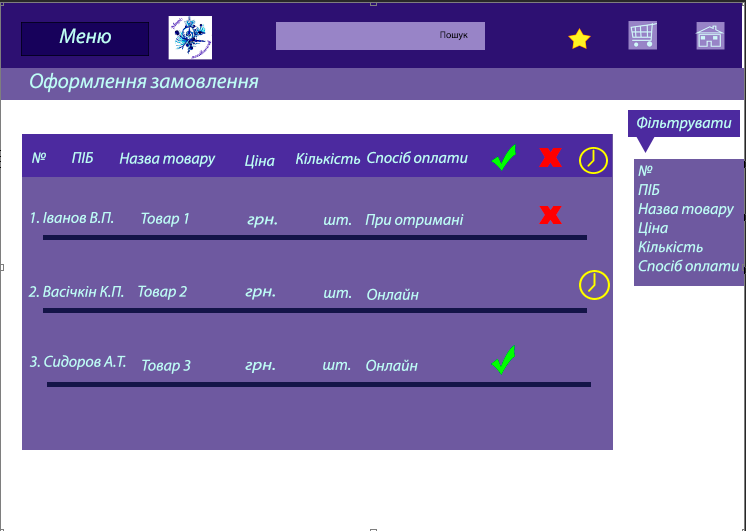 Меню
Пошук
Оформлення замовлення
Фільтрувати
№ ПІБ Назва товару Ціна Кількість Спосіб оплати
№
ПІБ
Назва товару
Ціна
Кількість
Спосіб оплати
1. Іванов В.П. Товар 1 грн. шт. При отримані
2. Васічкін К.П. Товар 2 грн. шт. Онлайн
3. Сидоров А.Т. Товар 3 грн. шт. Онлайн